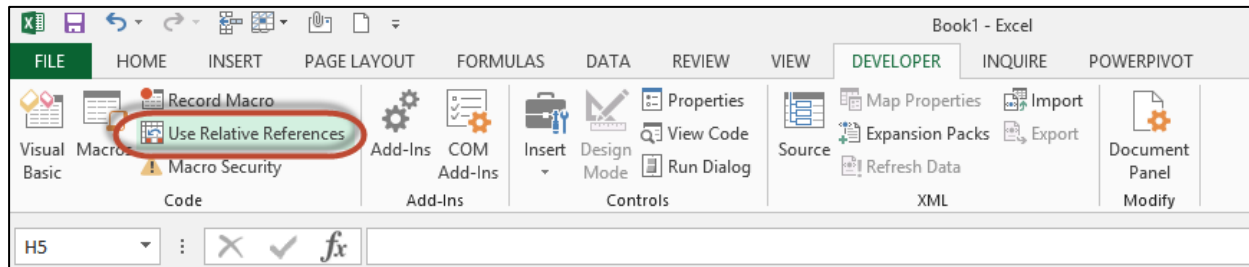 Book1 - Excel
FILE HOME INSERT PAGE LAYOUT FORMULAS DATA REVIEW VIEW DEVELOPER INQUIRE POWERPIVOT
Visual Basic
Macros
Record Macro
Use Relative References
Macro Security
Code
Add-Ins
COM Add-Ins
Add-Ins
Insert
Design Mode
Properties
View Code
Run Dialog
Controls
Source
Map Properties
Expansion Packs
Refresh Data
Import
Export
XML
Document Panel
Modify
H5
fx